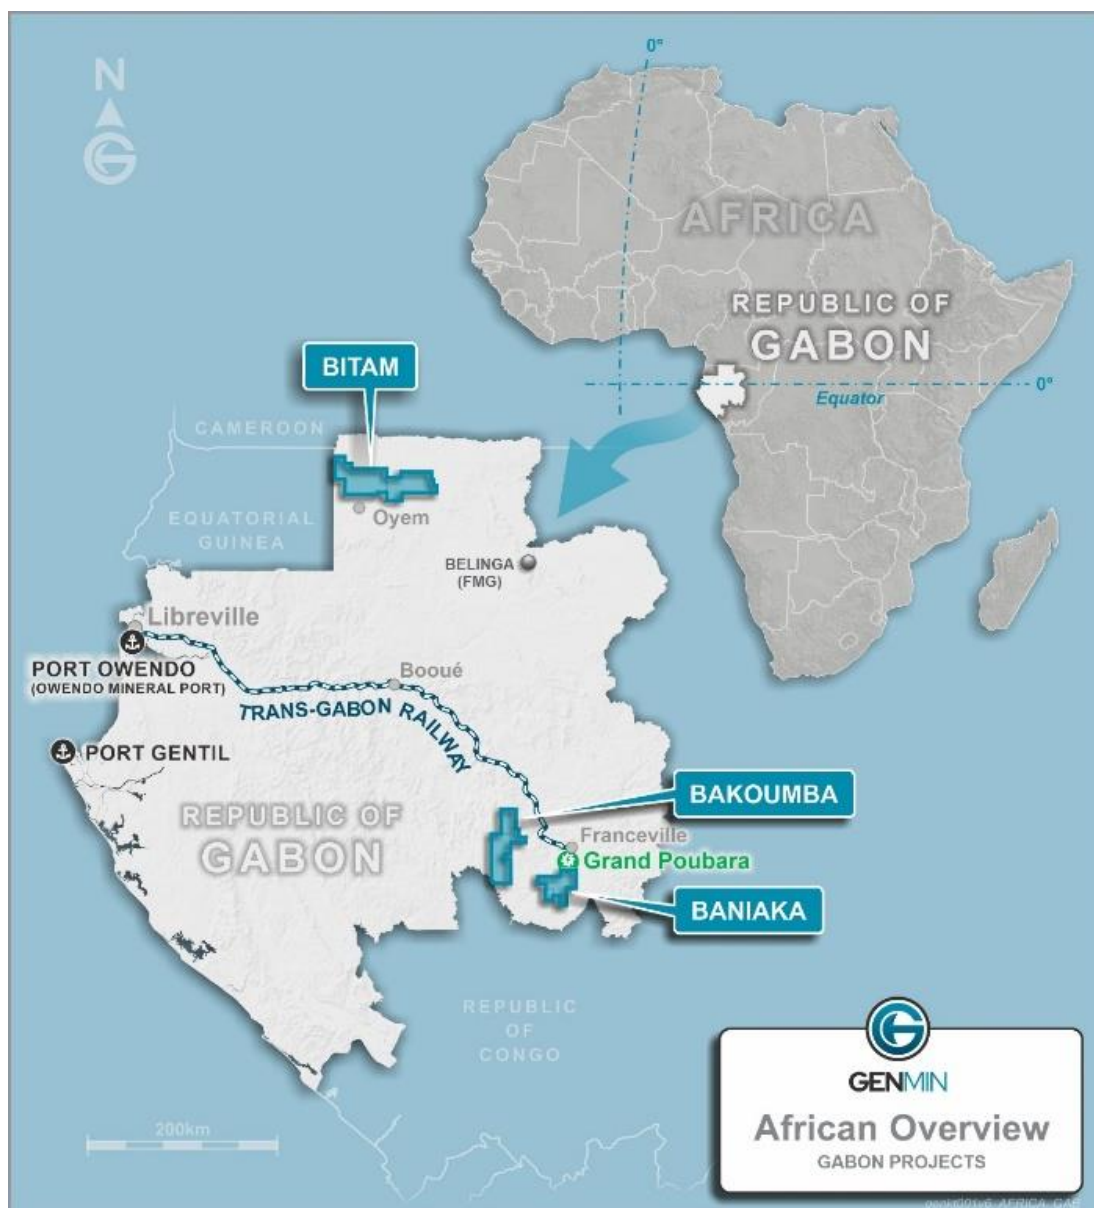 N
0°
AFRICA
REPUBLIC OF
GABON
0°
Equator
BITAM
CAMEROON
EQUATORIAL
GUINEA
Oyem
BELINGA
(FMG)
Libreville
PORT OWENDO
(OWENDO MINERAL PORT)
Booué
TRANS-GABON RAILWAY
PORT GENTIL
BAKOUMBA
REPUBLIC OF
GABON
Franceville
Grand Poubara
BANIAKA
REPUBLIC
OF
CONGO
200km
GENMIN
African Overview
GABON PROJECTS